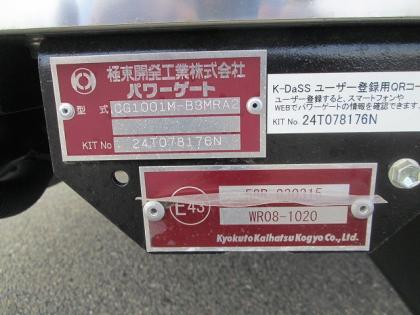 極東開発工業株式会社
パワーゲート
型式 CG1001M-B3MRA2
KIT No 24T078176N
K-DaSS ユーザー登録用QRコー
ユーザー登録すると、スマートフォンや
WEBでパワーゲートの情報を確認できます。
KIT No. 24T078176N
E43
WR08-1020
Kyokuto Kaihatsu Kogyo Co., Ltd.